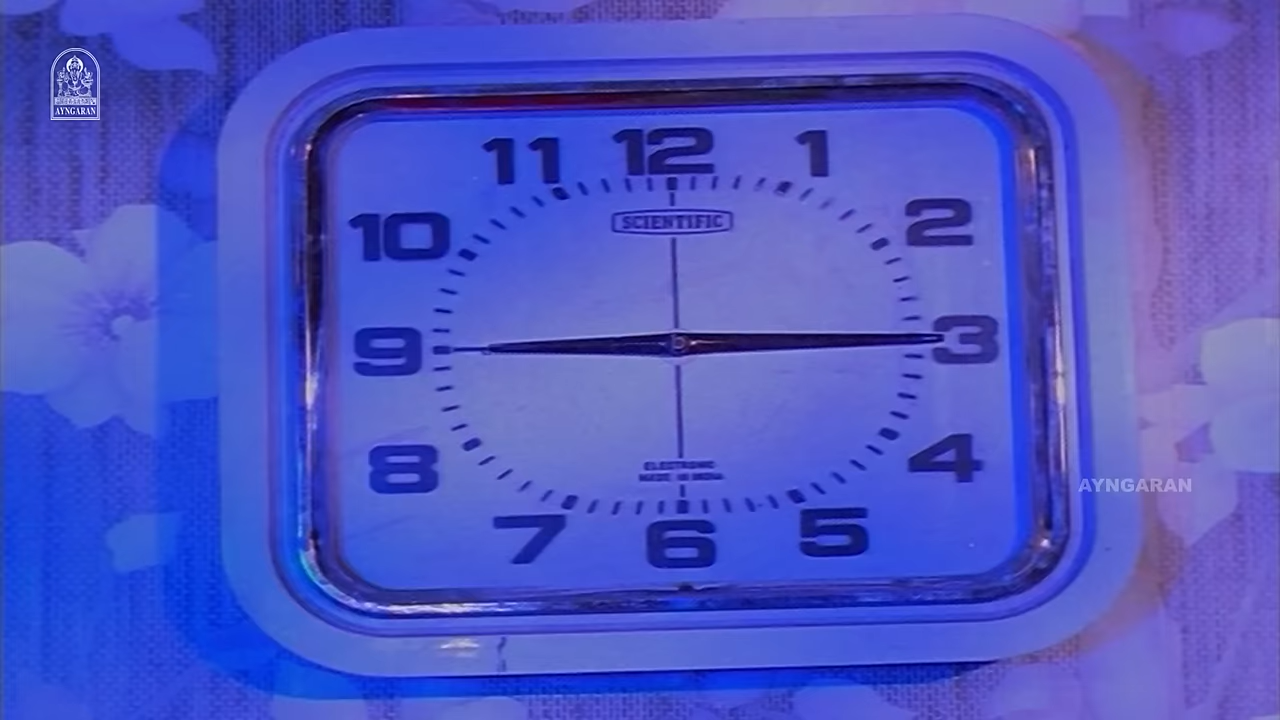 AYNGARAN
11 12 1
10 2
SCIENTIFIC
9 3
8 4
ELECTRONIC
MADE IN INDIA
7 6 5
AYNGARAN